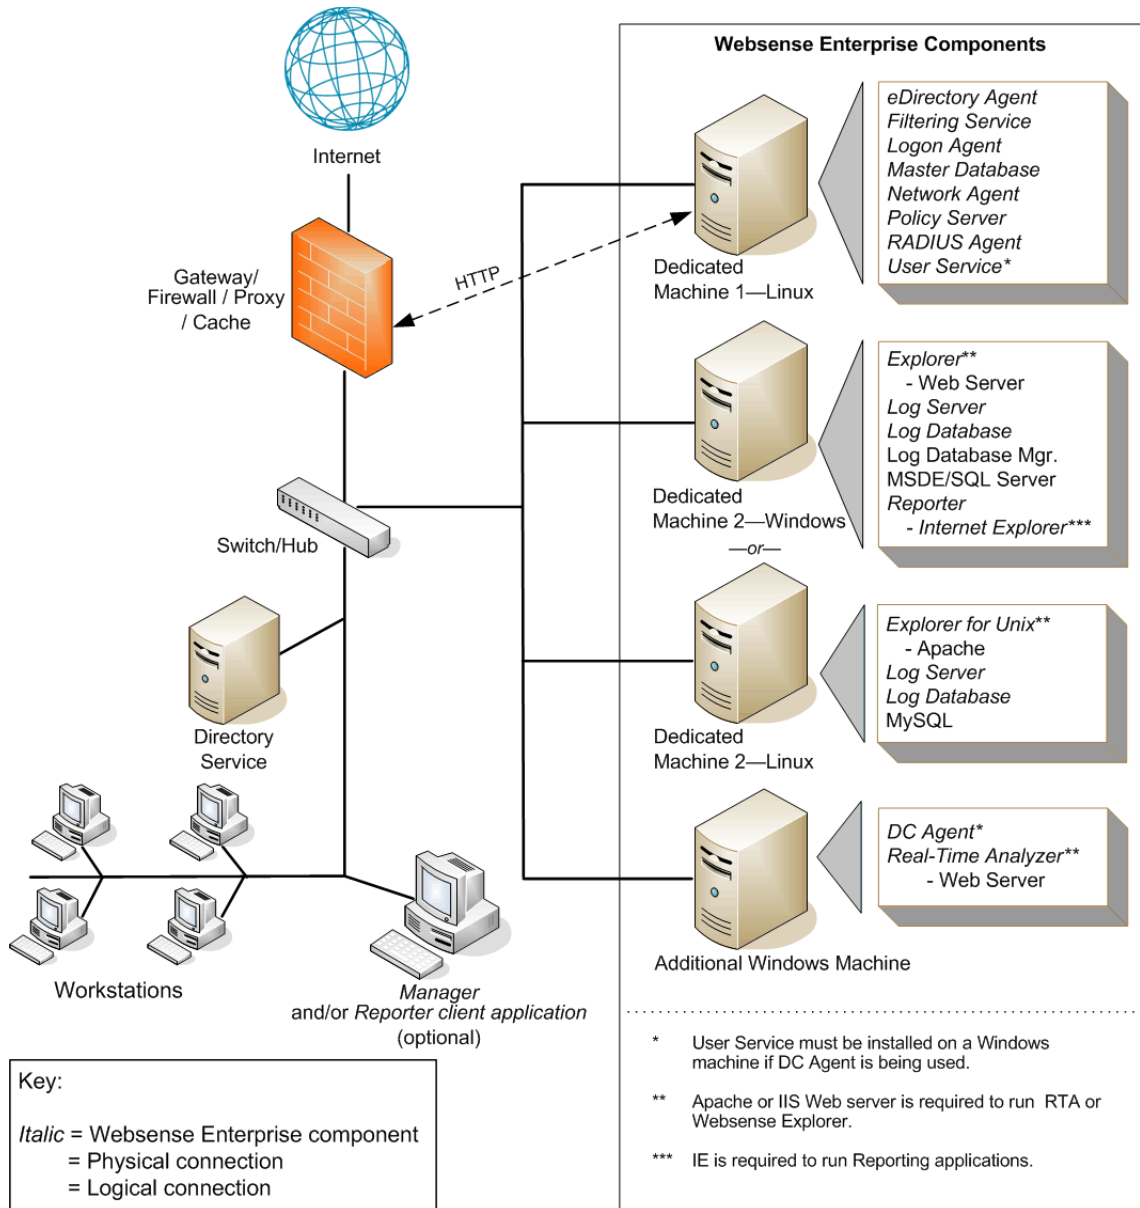 Internet
Gateway/
Firewall / Proxy
/ Cache
HTTP
Switch/Hub
Directory
Service
Workstations
Manager
and/or Reporter client application
(optional)
Key:
Italic = Websense Enterprise component
= Physical connection
= Logical connection
Websense Enterprise Components
Dedicated
Machine 1—Linux
eDirectory Agent
Filtering Service
Logon Agent
Master Database
Network Agent
Policy Server
RADIUS Agent
User Service*
Dedicated
Machine 2—Windows
Explorer**
- Web Server
Log Server
Log Database
Log Database Mgr.
MSDE/SQL Server
Reporter
- Internet Explorer***
—or—
Dedicated
Machine 2—Linux
Explorer for Unix**
- Apache
Log Server
Log Database
MySQL
Additional Windows Machine
DC Agent*
Real-Time Analyzer**
- Web Server
* User Service must be installed on a Windows
machine if DC Agent is being used.
** Apache or IIS Web server is required to run RTA or
Websense Explorer.
*** IE is required to run Reporting applications.